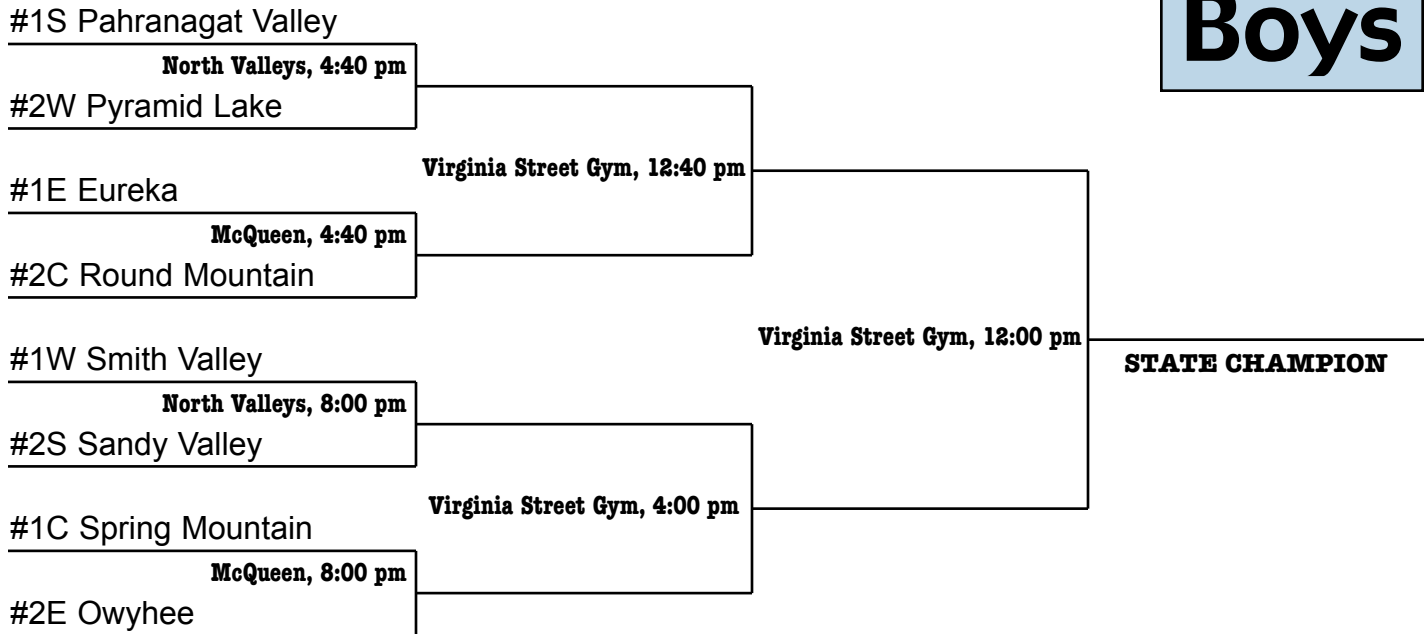 #1S Pahranagat Valley
Boys
North Valleys, 4:40 pm
#2W Pyramid Lake
Virginia Street Gym, 12:40 pm
#1E Eureka
McQueen, 4:40 pm
#2C Round Mountain
Virginia Street Gym, 12:00 pm
STATE CHAMPION
#1W Smith Valley
North Valleys, 8:00 pm
#2S Sandy Valley
Virginia Street Gym, 4:00 pm
#1C Spring Mountain
McQueen, 8:00 pm
#2E Owyhee